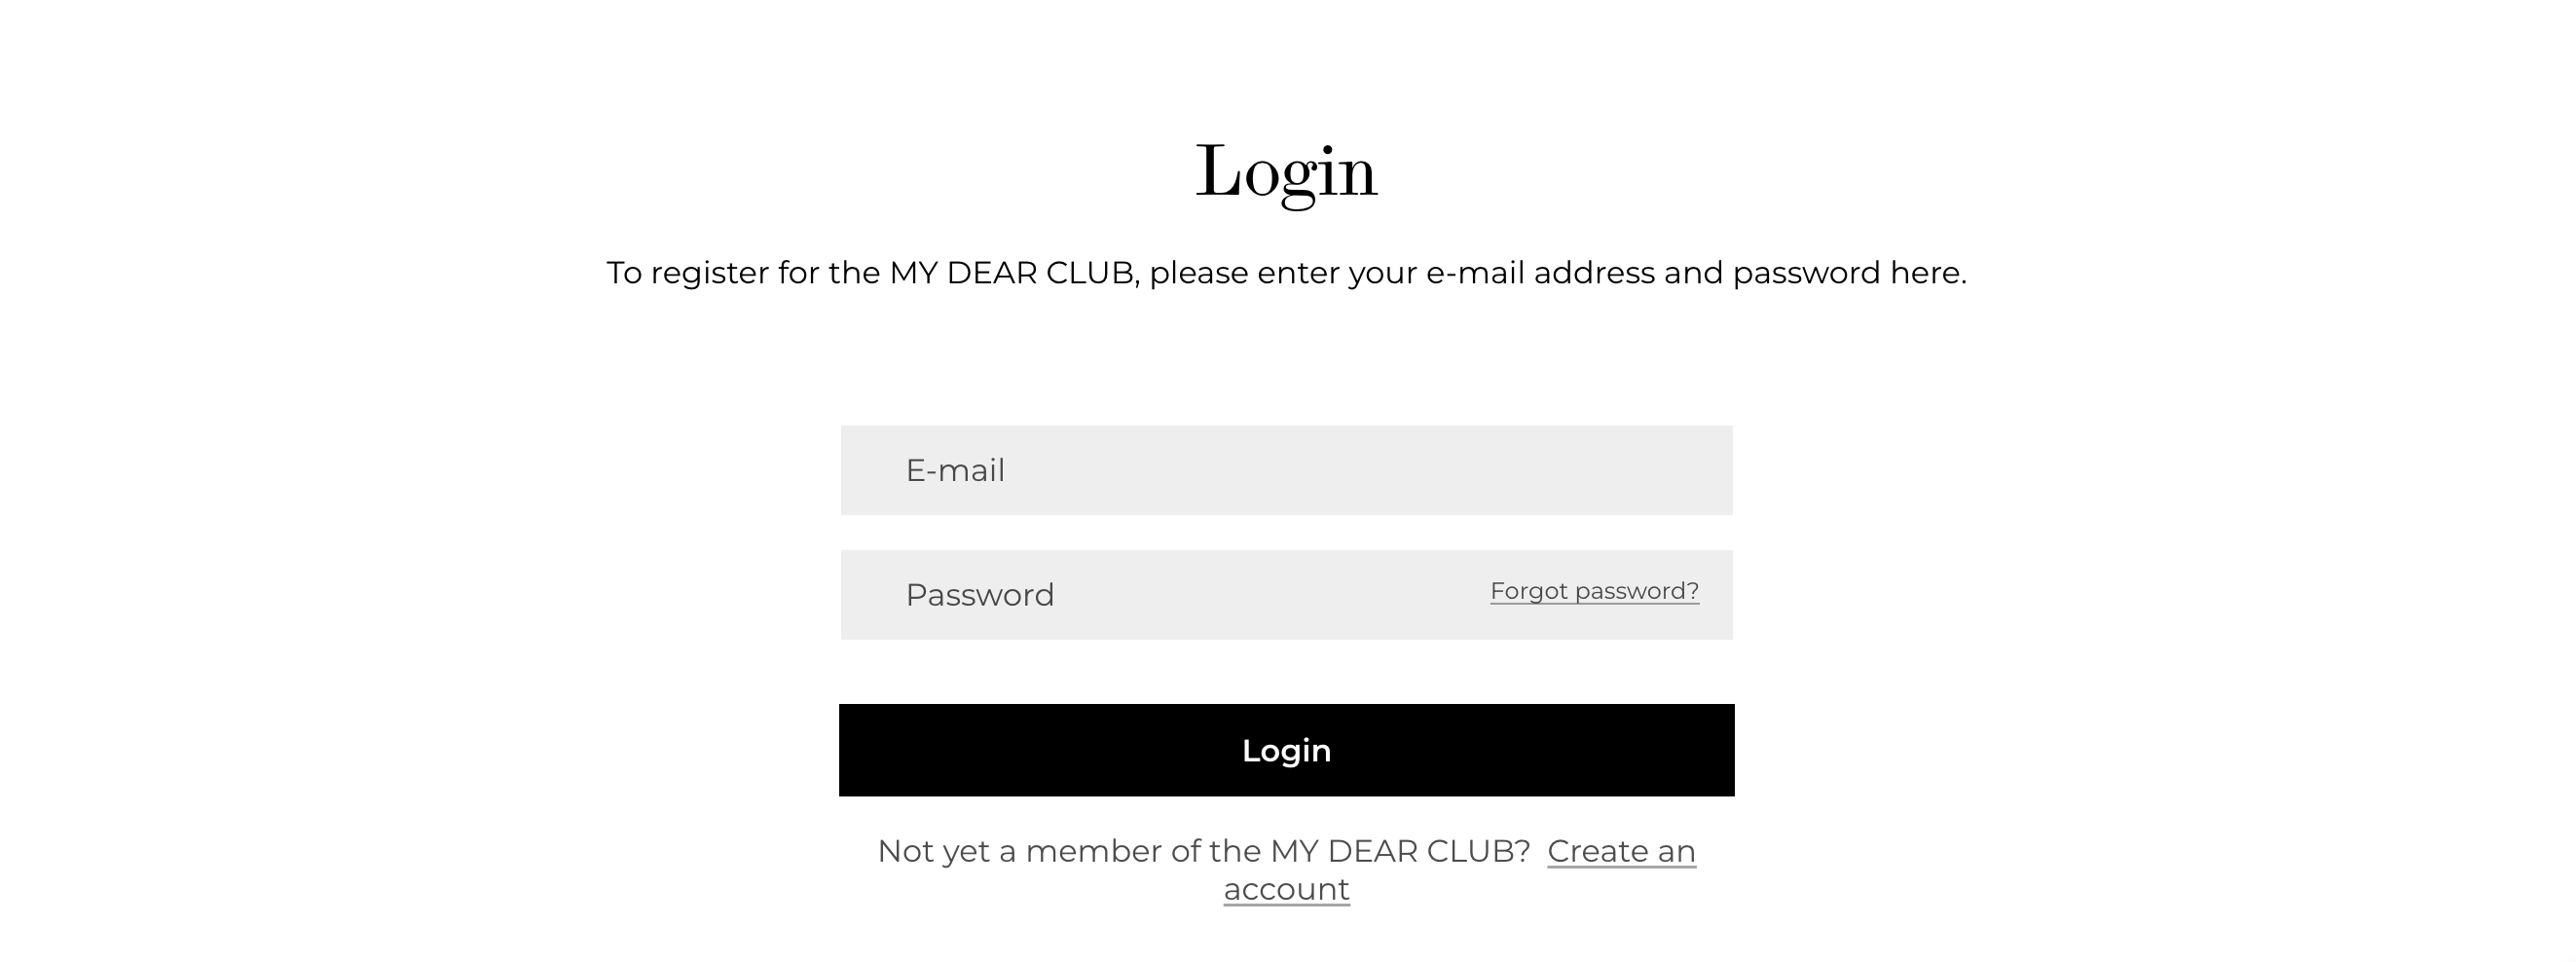 Login
To register for the MY DEAR CLUB, please enter your e-mail address and password here.
E-mail
Password
Forgot password?
Login
Not yet a member of the MY DEAR CLUB? Create an
account